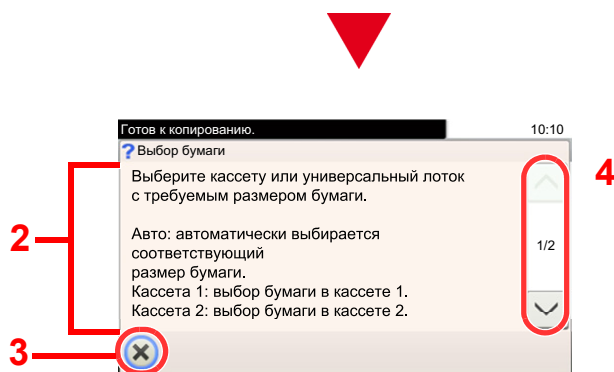 Готов к копированию. 10:10
? Выбор бумаги
Выберите кассету или универсальный лоток
с требуемым размером бумаги.
Авто: автоматически выбирается
соответствующий
размер бумаги.
Кассета 1: выбор бумаги в кассете 1.
Кассета 2: выбор бумаги в кассете 2.
1/2
2
3
4